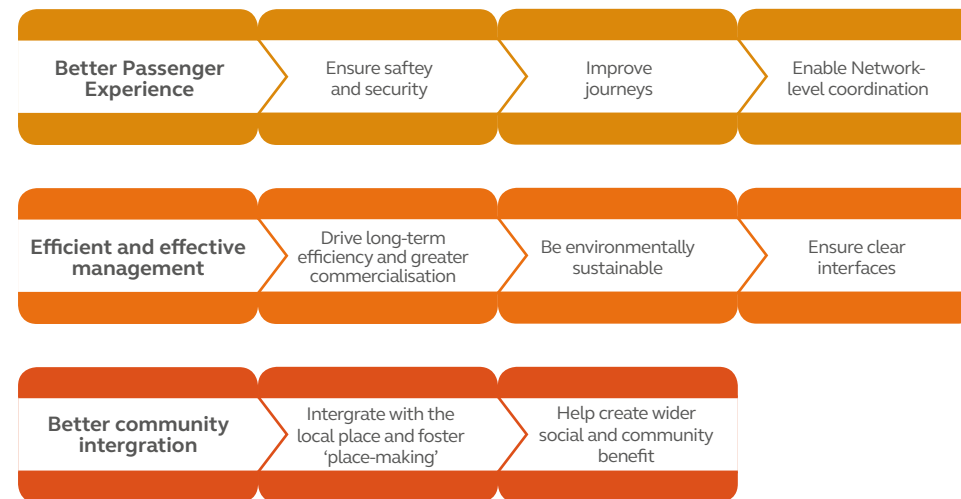 Better Passenger
Experience
Ensure saftey
and security
Improve
journeys
Enable Network-
level coordination
Efficient and effective
management
Drive long-term
efficiency and greater
commercialisation
Be environmentally
sustainable
Ensure clear
interfaces
Better community
intergration
Intergrate with the
local place and foster
‘place-making’
Help create wider
social and community
benefit